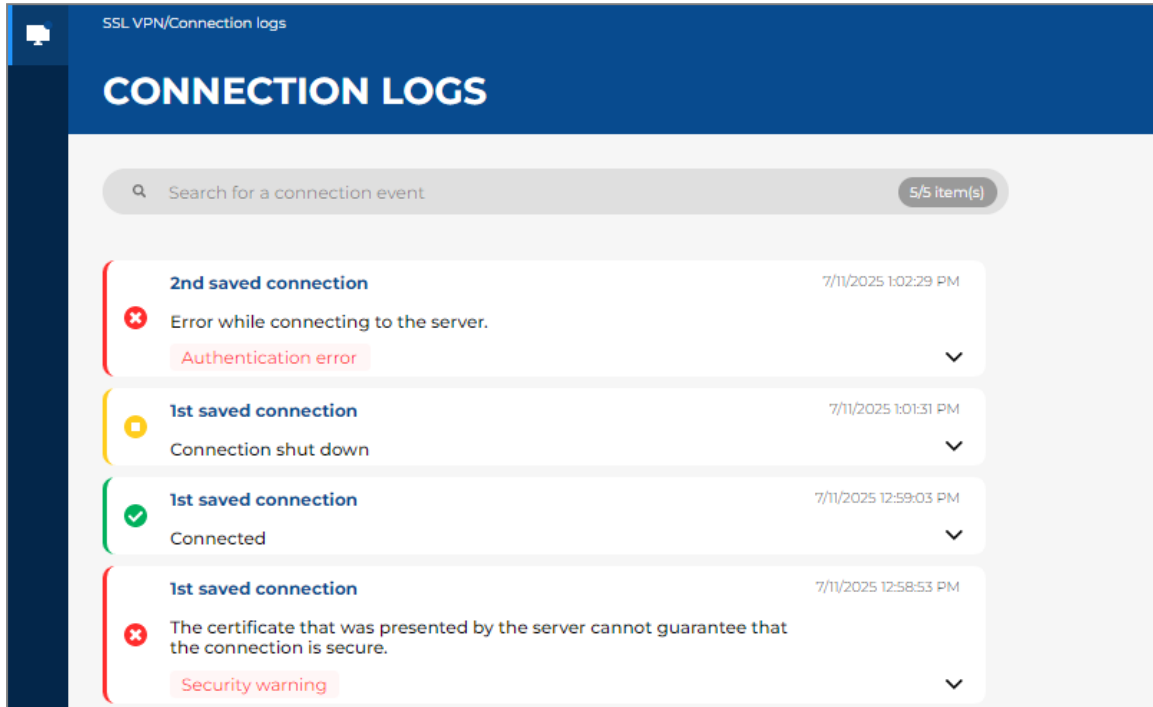 SSL VPN/Connection logs
CONNECTION LOGS
Search for a connection event
5/5 item(s)
2nd saved connection
7/11/2025 1:02:29 PM
Error while connecting to the server.
Authentication error
1st saved connection
7/11/2025 1:01:31 PM
Connection shut down
1st saved connection
7/11/2025 12:59:03 PM
Connected
1st saved connection
7/11/2025 12:58:53 PM
The certificate that was presented by the server cannot guarantee that
the connection is secure.
Security warning